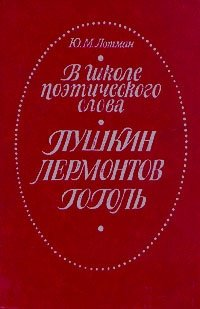 Ю. М. Лотман
В школе
поэтического
слова
ПУШКИН
ЛЕРМОНТОВ
ГОГОЛЬ